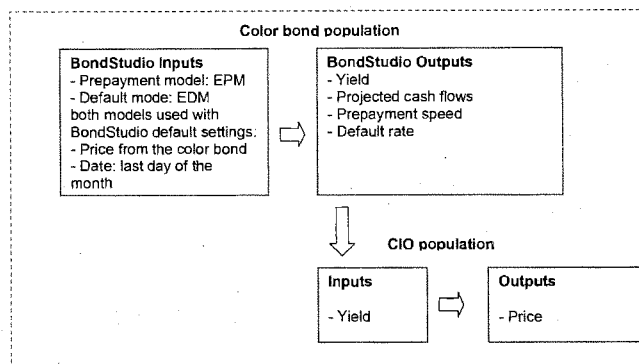 Color bond population
BondStudio Inputs
- Prepayment model: EPM
- Default mode: EDM
both models used with
BondStudio default settings:
- Price from the color bond
- Date: last day of the
month
BondStudio Outputs
- Yield
- Projected cash flows
- Prepayment speed
- Default rate
CIO population
Inputs
- Yield
Outputs
- Price